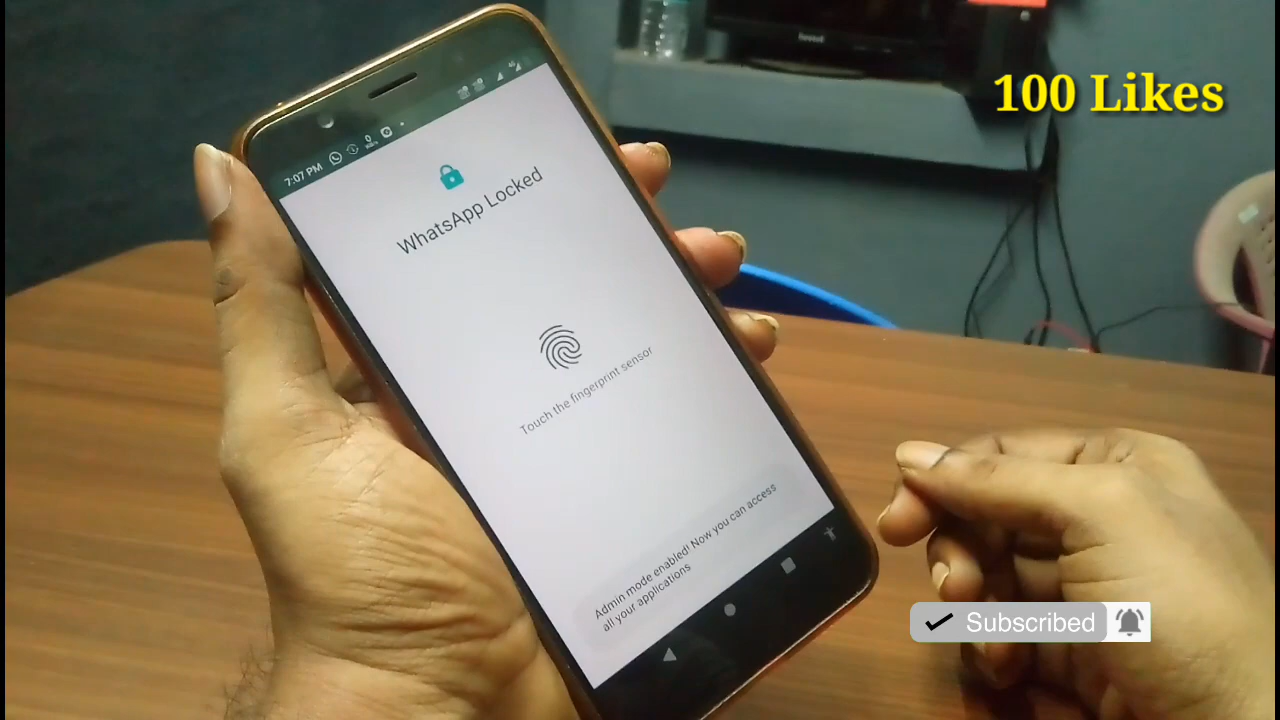 100 Likes
7:07 PM
WhatsApp Locked
Touch the fingerprint sensor
Admin mode enabled! Now you can access
all your applications
Subscribed